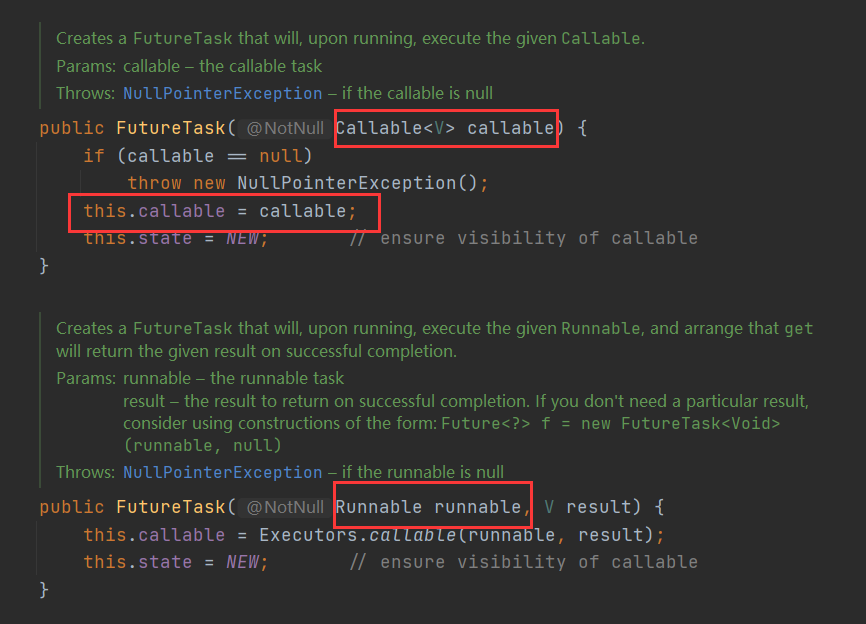 Creates a FutureTask that will, upon running, execute the given Callable.
Params: callable – the callable task
Throws: NullPointerException – if the callable is null
public FutureTask( @NotNull Callable<V> callable) {
if (callable == null)
throw new NullPointerException();
this.callable = callable;
this.state = NEW; // ensure visibility of callable
}
Creates a FutureTask that will, upon running, execute the given Runnable, and arrange that get
will return the given result on successful completion.
Params: runnable – the runnable task
result – the result to return on successful completion. If you don't need a particular result,
consider using constructions of the form: Future<?> f = new FutureTask<Void>
(runnable, null)
Throws: NullPointerException – if the runnable is null
public FutureTask( @NotNull Runnable runnable, V result) {
this.callable = Executors.callable(runnable, result);
this.state = NEW; // ensure visibility of callable
}